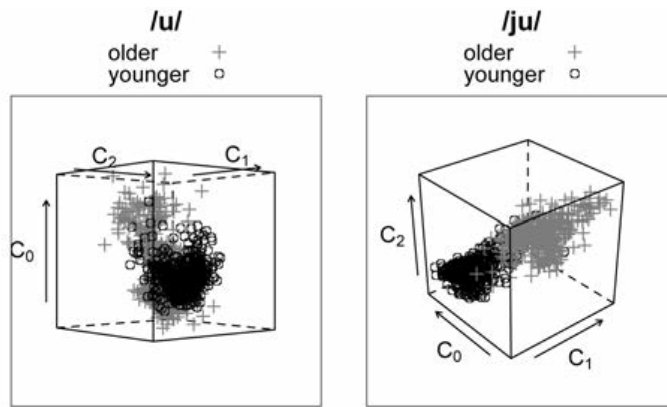 /u/
older +
younger o
C2
C1
C0
/ju/
older +
younger o
C2
C0
C1